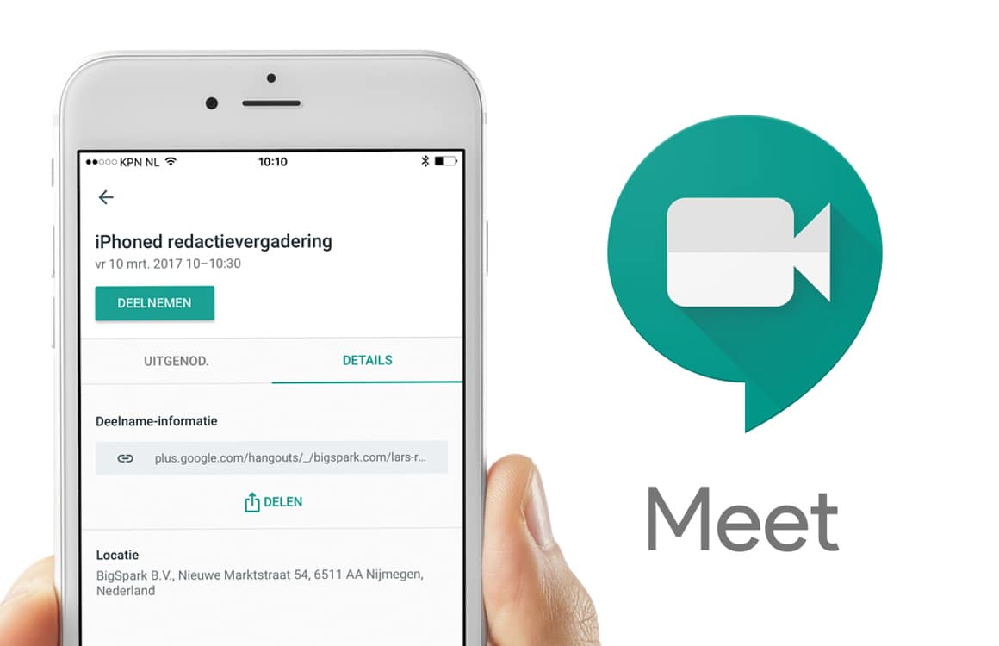 KPN NL
10:10
iPhoned redactievergadering
vr 10 mrt. 2017 10–10:30
DEELNEMEN
UITGENOD.
DETAILS
Deelname-informatie
plus.google.com/hangouts/_/bigspark.com/lars-r...
DELEN
Locatie
BigSpark B.V., Nieuwe Marktstraat 54, 6511 AA Nijmegen,
Nederland
Meet